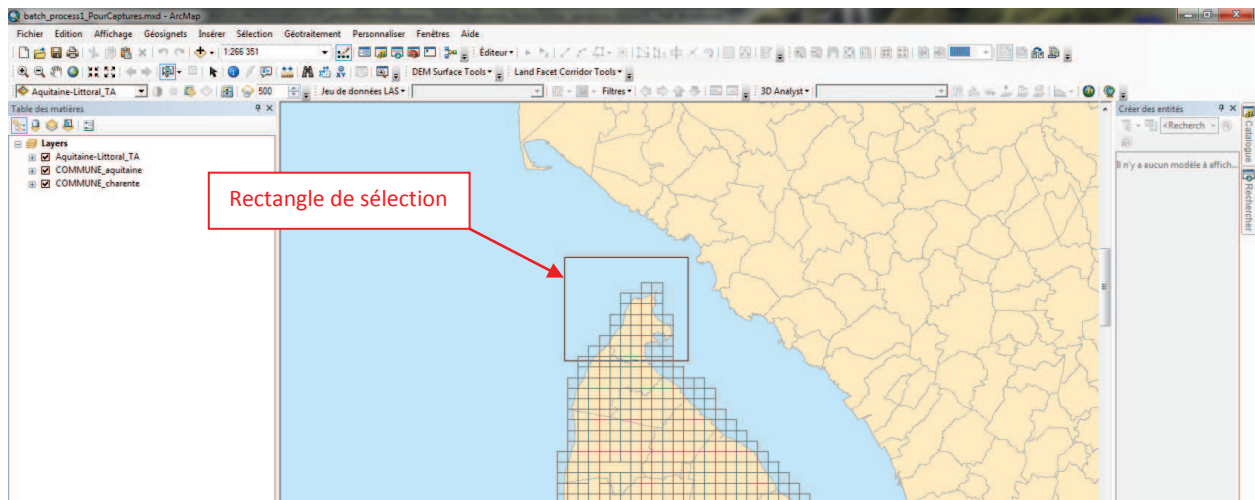 batch_process1_PourCaptures.mxd - ArcMap
Fichier Edition Affichage Géosignets Insérer Sélection Géotraitement Personnaliser Fenêtres Aide
1:266 351 Éditeur
DEM Surface Tools Land Facet Corridor Tools
Aquitaine-Littoral_TA 500 Jeu de données LAS Filtres 3D Analyst
Table des matières
Layers
Aquitaine-Littoral_TA
COMMUNE_aquitaine
COMMUNE_charente
Rectangle de sélection
Créer des entités
<Recherch
Il n'y a aucun modèle à affich...
Catalogue
Rechercher